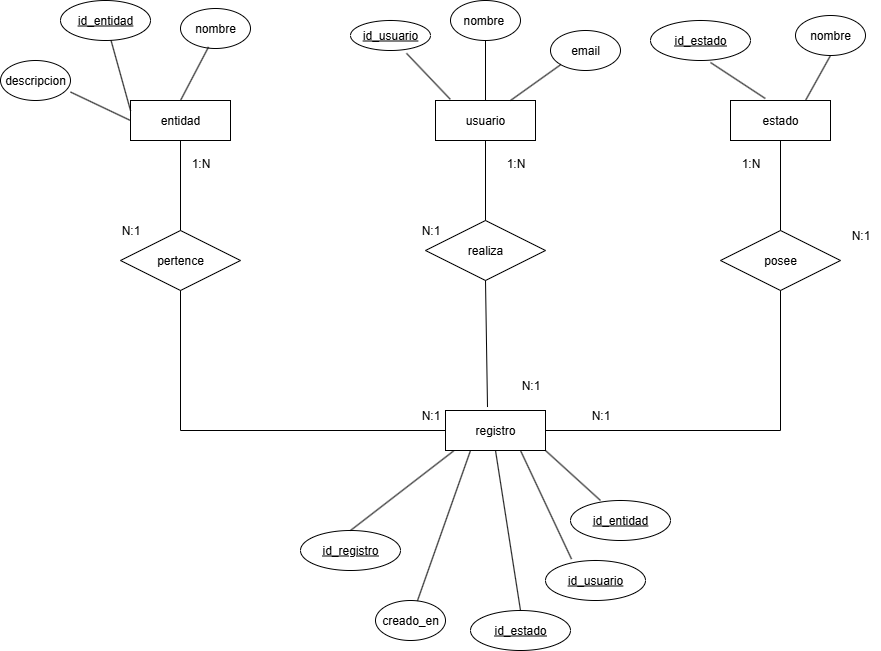 id_entidad
nombre
descripcion
entidad
id_usuario
nombre
email
usuario
id_estado
nombre
estado
1:N
1:N
1:N
N:1
N:1
N:1
pertence
realiza
posee
N:1
N:1
N:1
registro
id_entidad
id_registro
id_usuario
creado_en
id_estado